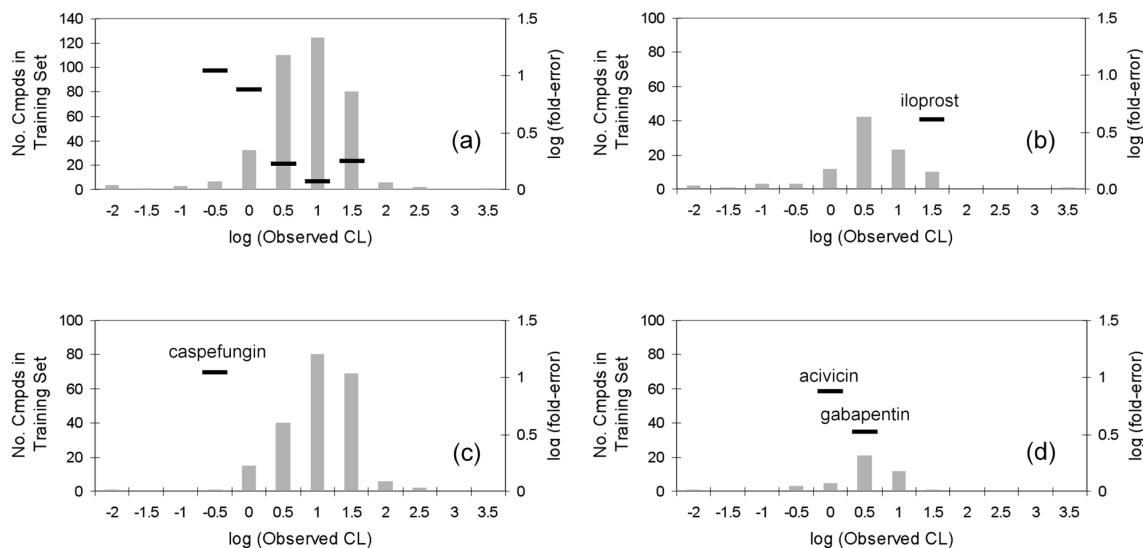 No. Cmpds in
Training Set
140
120
100
80
60
40
20
0
-2 -1.5 -1 -0.5 0 0.5 1 1.5 2 2.5 3 3.5
log (Observed CL)
1.5
1
0.5
0
log (fold-error)
(a)
No. Cmpds in
Training Set
100
80
60
40
20
0
iloprost
-2 -1.5 -1 -0.5 0 0.5 1 1.5 2 2.5 3 3.5
log (Observed CL)
1.5
1.0
0.5
0.0
log (fold-error)
(b)
No. Cmpds in
Training Set
100
80
60
40
20
0
caspefungin
-2 -1.5 -1 -0.5 0 0.5 1 1.5 2 2.5 3 3.5
log (Observed CL)
1.5
1
0.5
0
log (fold-error)
(c)
No. Cmpds in
Training Set
100
80
60
40
20
0
acivicin
gabapentin
-2 -1.5 -1 -0.5 0 0.5 1 1.5 2 2.5 3 3.5
log (Observed CL)
1.5
1
0.5
0
log (fold-error)
(d)